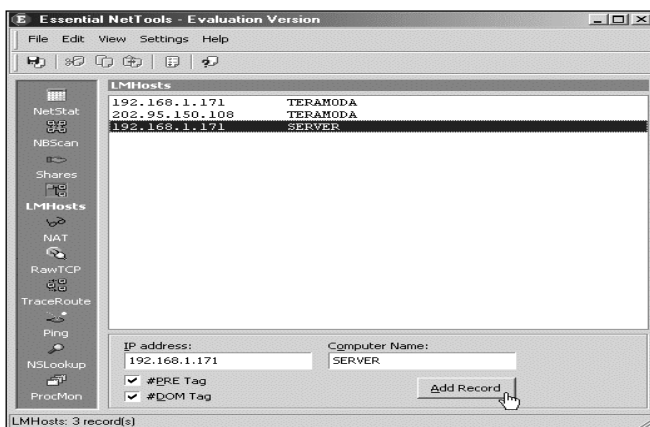 Essential NetTools - Evaluation Version
File Edit View Settings Help
NetStat
NBScan
Shares
LMHosts
NAT
RawTCP
TraceRoute
Ping
NSLookup
ProcMon
LMHosts
192.168.1.171 TERAMODA
202.95.150.108 TERAMODA
192.168.1.171 SERVER
IP address: Computer Name:
192.168.1.171 SERVER
#PRE Tag
#DOM Tag
Add Record
LMHosts: 3 record(s)